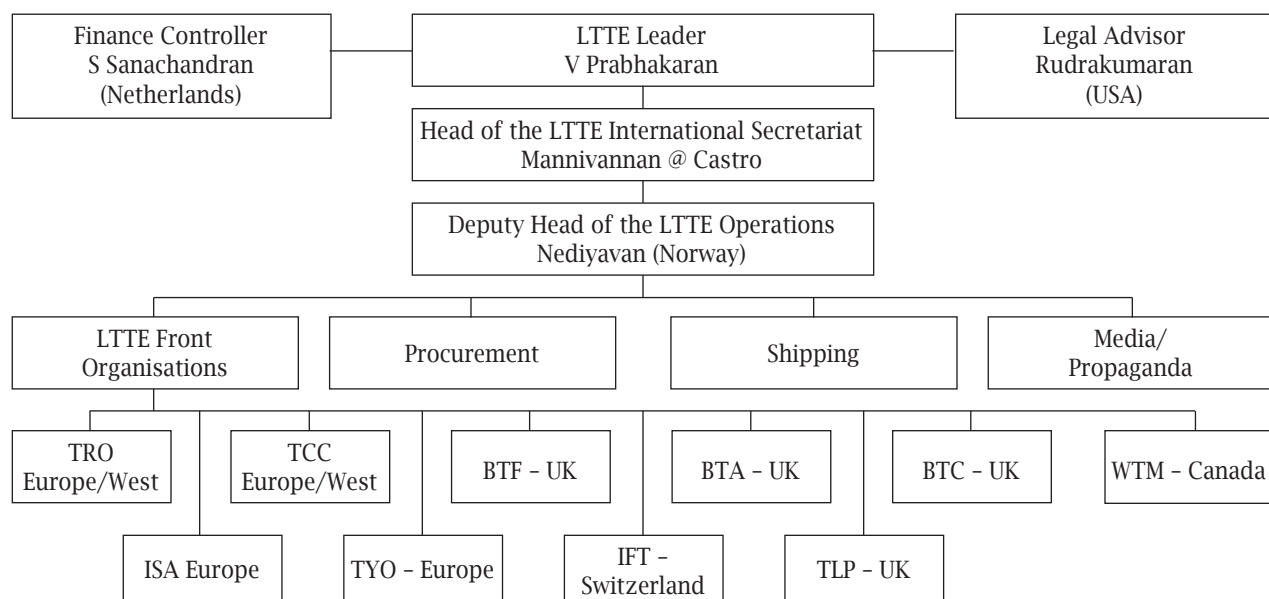 Finance Controller
S Sanachandran
(Netherlands)
LTTE Leader
V Prabhakaran
Legal Advisor
Rudrakumaran
(USA)
Head of the LTTE International Secretariat
Mannivannan @ Castro
Deputy Head of the LTTE Operations
Nediyavan (Norway)
LTTE Front
Organisations
Procurement
Shipping
Media/
Propaganda
TRO
Europe/West
TCC
Europe/West
BTF – UK
BTA – UK
BTC – UK
WTM – Canada
ISA Europe
TYO – Europe
IFT –
Switzerland
TLP – UK